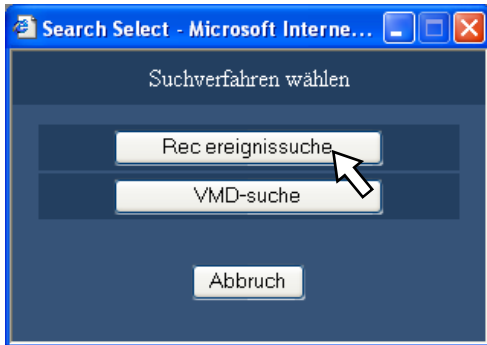 Search Select - Microsoft Interne...
Suchverfahren wählen
Rec ereignissuche
VMD-suche
Abbruch